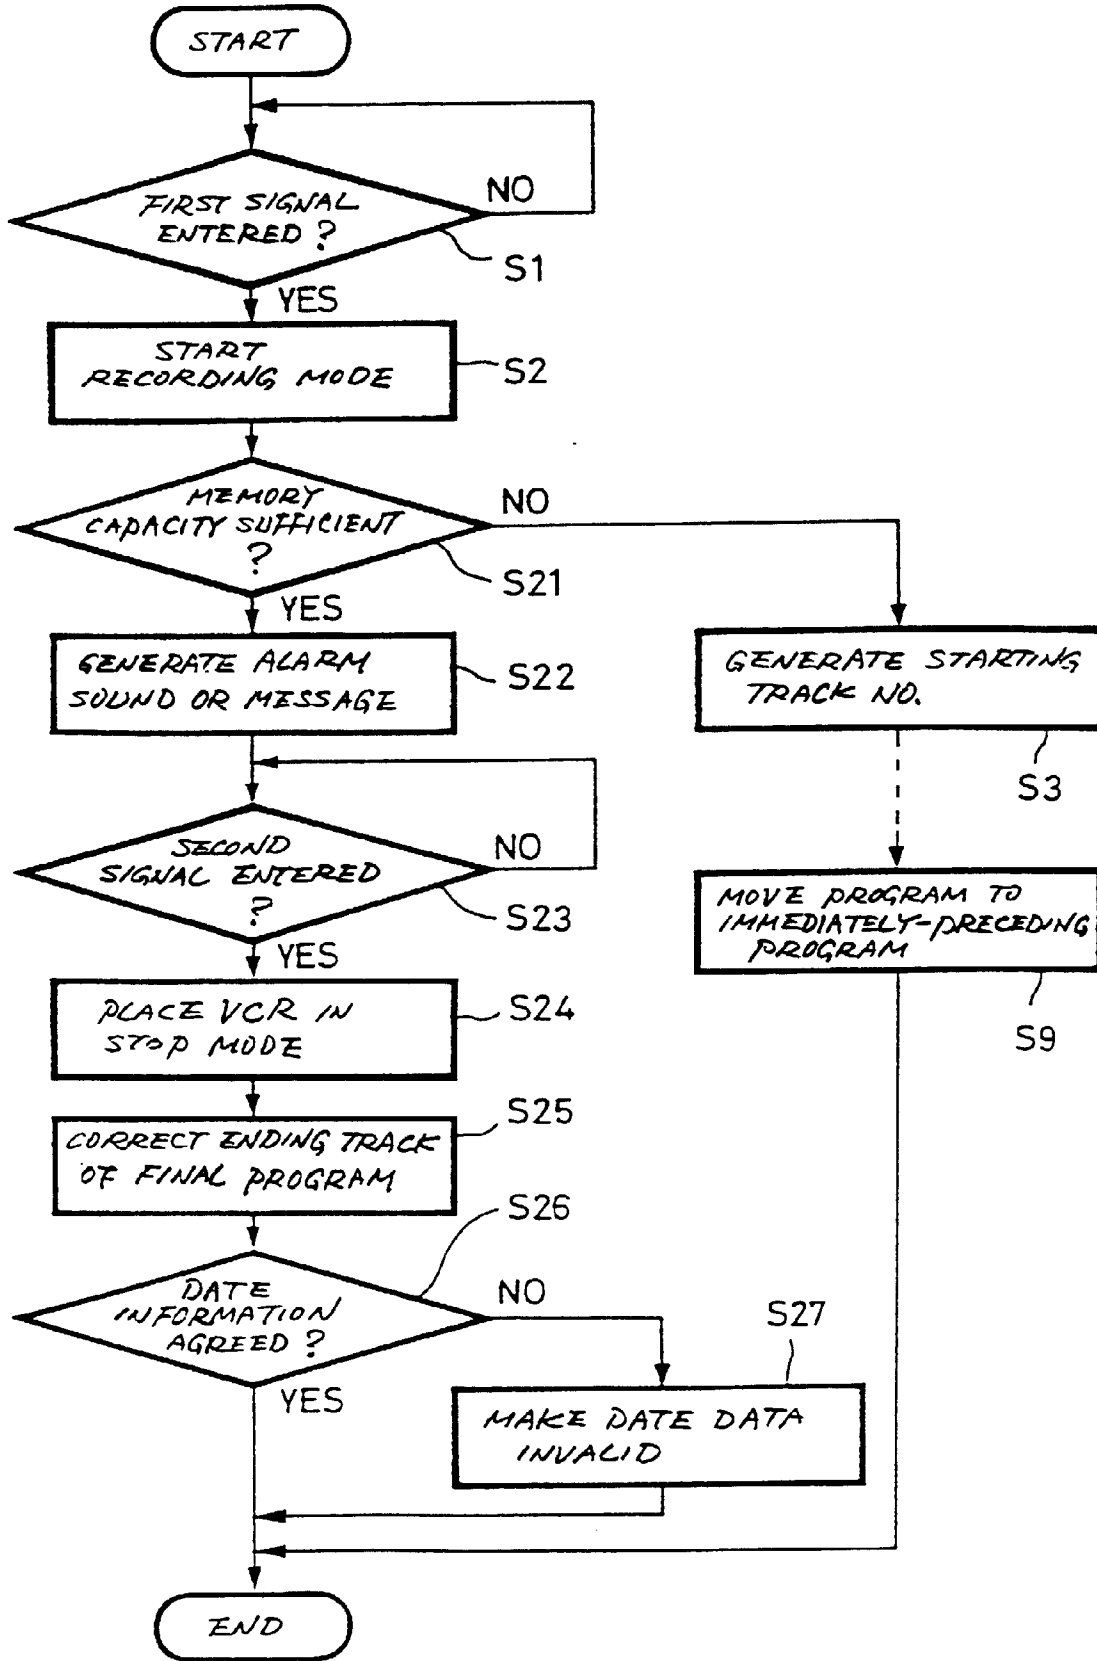 START
NO
FIRST SIGNAL
ENTERED ?
S1
YES
START
RECORDING MODE
S2
MEMORY
CAPACITY SUFFICIENT
?
NO
S21
YES
GENERATE ALARM
SOUND OR MESSAGE
S22
GENERATE STARTING
TRACK NO.
S3
SECOND
SIGNAL ENTERED
?
NO
S23
YES
MOVE PROGRAM TO
IMMEDIATELY-PRECEDING
PROGRAM
S9
PLACE VCR IN
STOP MODE
S24
CORRECT ENDING TRACK
OF FINAL PROGRAM
S25
S26
DATE
INFORMATION
AGREED ?
NO
YES
S27
MAKE DATE DATA
INVALID
END